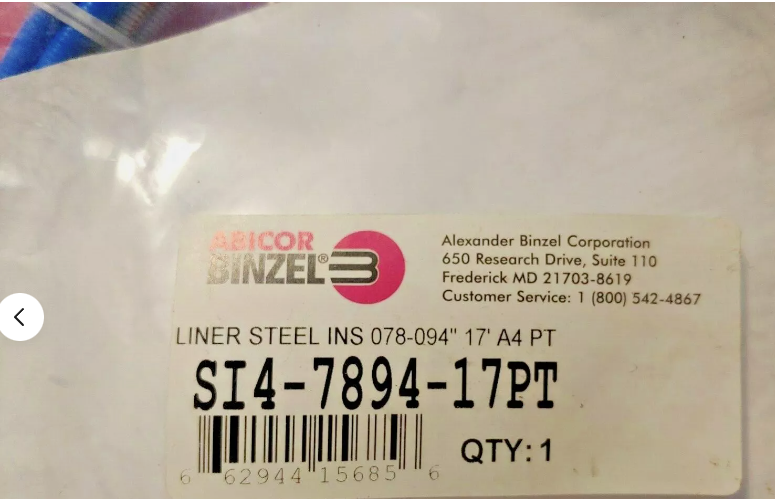 ABICOR
BINZEL®
Alexander Binzel Corporation
650 Research Drive, Suite 110
Frederick MD 21703-8619
Customer Service: 1 (800) 542-4867
LINER STEEL INS 078-094" 17' A4 PT
SI4-7894-17PT
QTY: 1
6 62944 15685 6